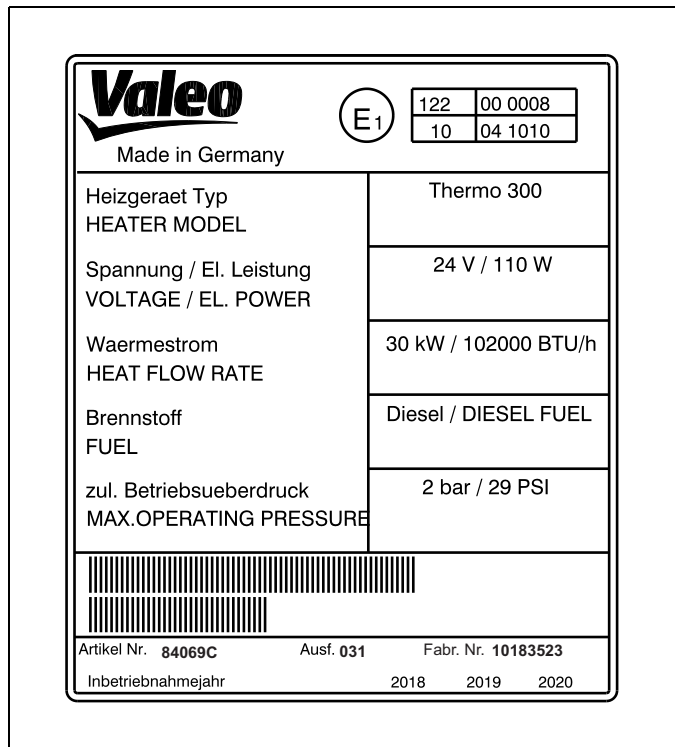 Valeo
Made in Germany
E1
122 00 0008
10 04 1010
Heizgeraet Typ
HEATER MODEL
Thermo 300
Spannung / El. Leistung
VOLTAGE / EL. POWER
24 V / 110 W
Waermestrom
HEAT FLOW RATE
30 kW / 102000 BTU/h
Brennstoff
FUEL
Diesel / DIESEL FUEL
zul. Betriebsueberdruck
MAX.OPERATING PRESSURE
2 bar / 29 PSI
Artikel Nr. 84069C Ausf. 031 Fabr. Nr. 10183523
Inbetriebnahmejahr 2018 2019 2020